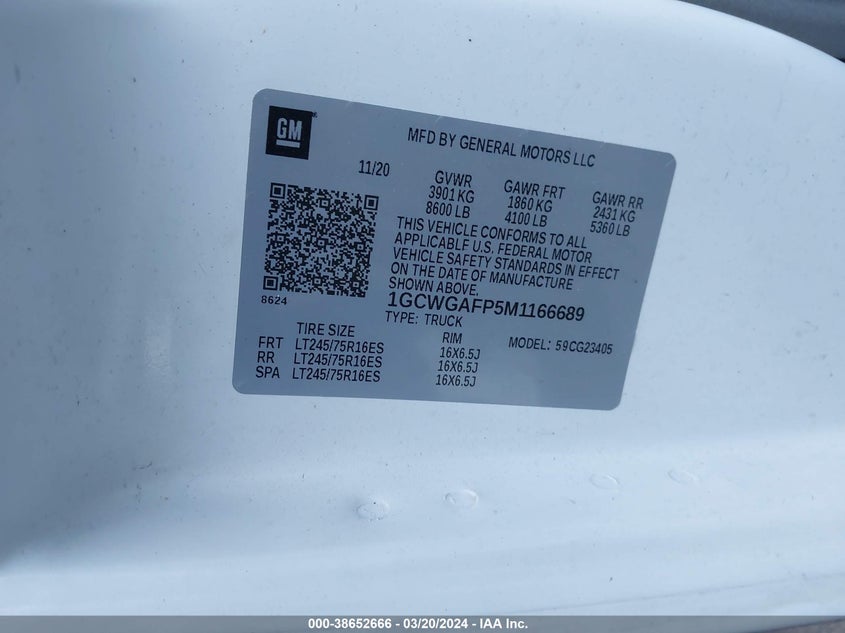 GM
MFD BY GENERAL MOTORS LLC
11/20
GVWR GAWR FRT GAWR RR
3901 KG 1860 KG 2431 KG
8600 LB 4100 LB 5360 LB
THIS VEHICLE CONFORMS TO ALL
APPLICABLE U.S. FEDERAL MOTOR
VEHICLE SAFETY STANDARDS IN EFFECT
ON THE DATE OF MANUFACTURE
SHOWN ABOVE.
8624
1GCWGAFP5M1166689
TYPE: TRUCK
MODEL: 59CG23405
TIRE SIZE RIM
FRT LT245/75R16ES 16X6.5J
RR LT245/75R16ES 16X6.5J
SPA LT245/75R16ES 16X6.5J
000-38652666 - 03/20/2024 - IAA Inc.